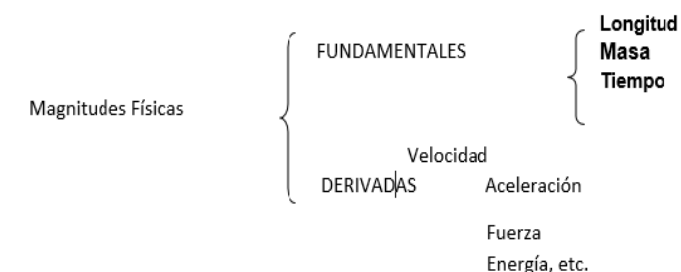 Longitud
FUNDAMENTALES Masa
Tiempo
Magnitudes Físicas
Velocidad
DERIVADAS Aceleración
Fuerza
Energía, etc.